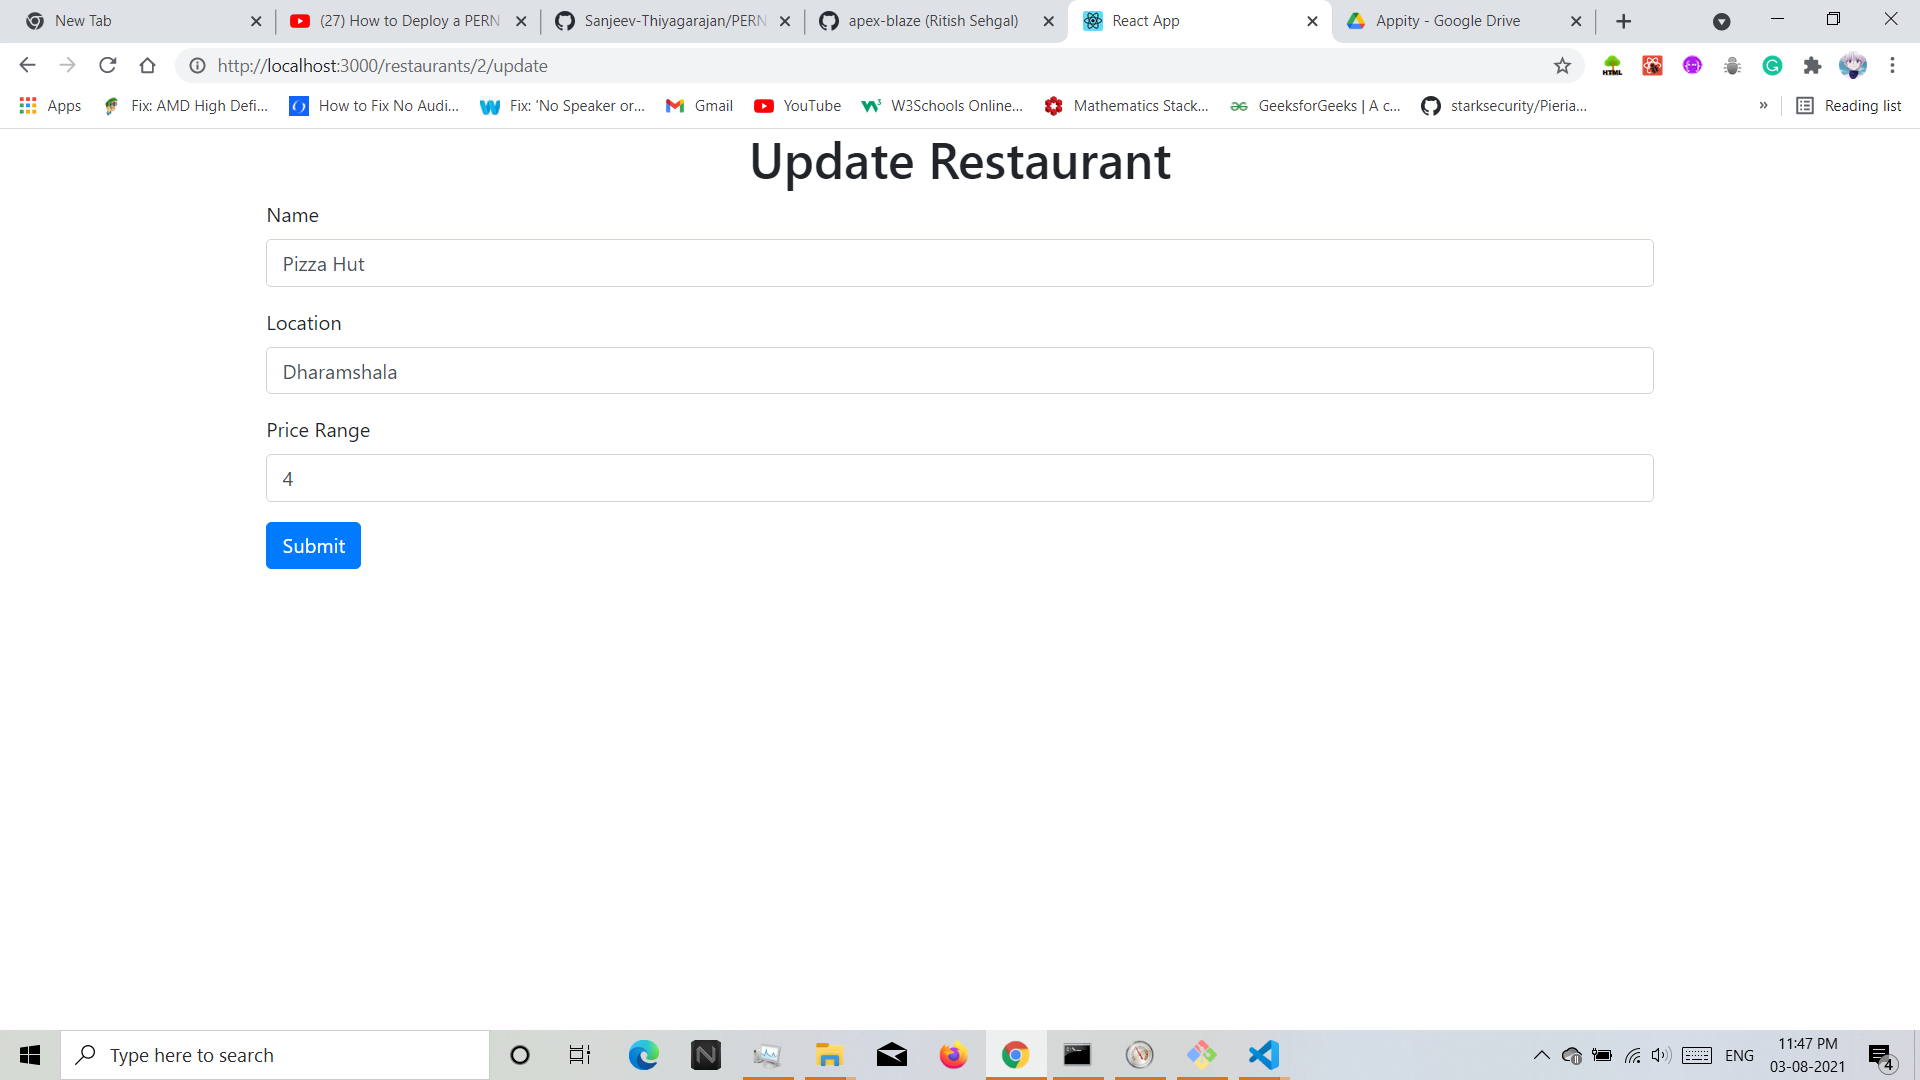 New Tab
(27) How to Deploy a PERN
Sanjeev-Thiyagarajan/PERN
apex-blaze (Ritish Sehgal)
React App
Appity - Google Drive
http://localhost:3000/restaurants/2/update
HTML
Apps
Fix: AMD High Defi...
How to Fix No Audi...
Fix: 'No Speaker or...
Gmail
YouTube
W3Schools Online...
Mathematics Stack...
GeeksforGeeks | A c...
starksecurity/Pieria...
»
Reading list
Update Restaurant
Name
Pizza Hut
Location
Dharamshala
Price Range
4
Submit
Type here to search
ENG
11:47 PM
03-08-2021
4